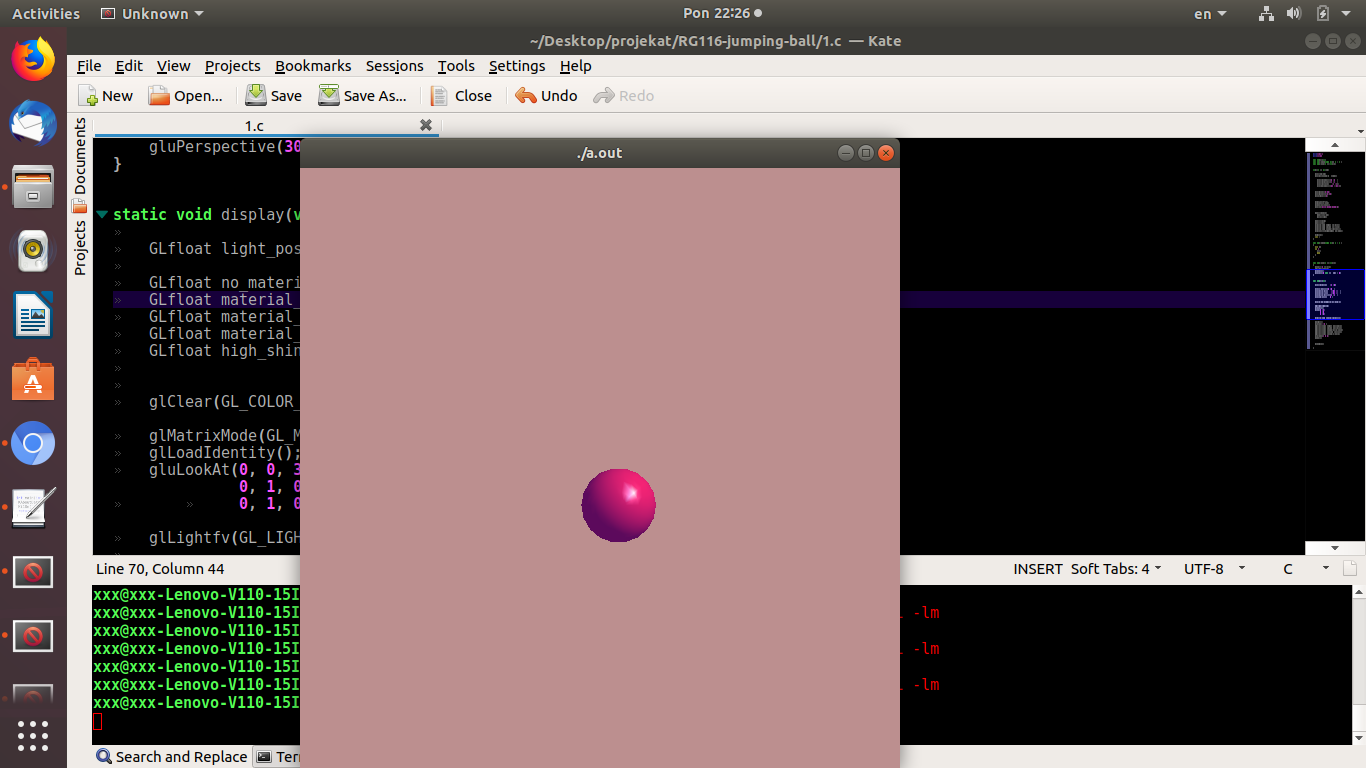 Activities
Unknown
Pon 22:26
en
~/Desktop/projekat/RG116-jumping-ball/1.c — Kate
File Edit View Projects Bookmarks Sessions Tools Settings Help
New Open... Save Save As... Close Undo Redo
Documents
Projects
1.c
./a.out
gluPerspective(30
}
static void display(v
GLfloat light_pos
GLfloat no_materi
GLfloat material_
GLfloat material_
GLfloat material_
GLfloat high_shin
glClear(GL_COLOR_
glMatrixMode(GL_M
glLoadIdentity();
gluLookAt(0, 0, 3
0, 1, 0
0, 1, 0
glLightfv(GL_LIGH
Line 70, Column 44
INSERT Soft Tabs: 4 UTF-8 C
xxx@xxx-Lenovo-V110-15I
xxx@xxx-Lenovo-V110-15I -lm
xxx@xxx-Lenovo-V110-15I
xxx@xxx-Lenovo-V110-15I -lm
xxx@xxx-Lenovo-V110-15I
xxx@xxx-Lenovo-V110-15I -lm
xxx@xxx-Lenovo-V110-15I
Search and Replace
Ter